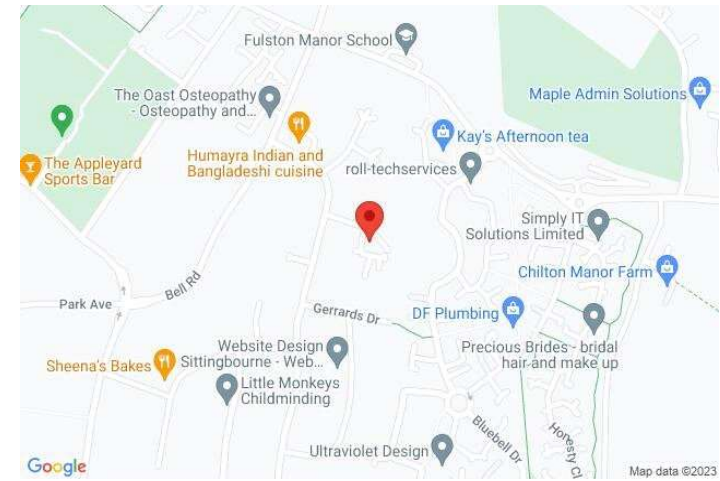 Fulston Manor School
The Oast Osteopathy
- Osteopathy and...
Maple Admin Solutions
Kay's Afternoon tea
The Appleyard
Sports Bar
Humayra Indian and
Bangladeshi cuisine
roll-techservices
Simply IT
Solutions Limited
Chilton Manor Farm
Bell Rd
Park Ave
Gerrards Dr
DF Plumbing
Website Design
Sittingbourne - Web...
Precious Brides - bridal
hair and make up
Sheena's Bakes
Little Monkeys
Childminding
Bluebell Dr
Honesty Cl
Ultraviolet Design
Google
Map data ©2023